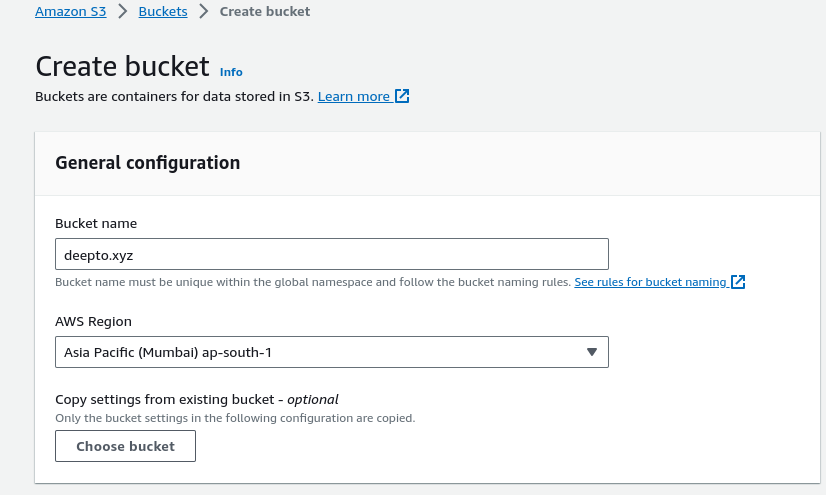 Amazon S3 > Buckets > Create bucket
Create bucket Info
Buckets are containers for data stored in S3. Learn more
General configuration
Bucket name
deepto.xyz
Bucket name must be unique within the global namespace and follow the bucket naming rules. See rules for bucket naming
AWS Region
Asia Pacific (Mumbai) ap-south-1
Copy settings from existing bucket - optional
Only the bucket settings in the following configuration are copied.
Choose bucket